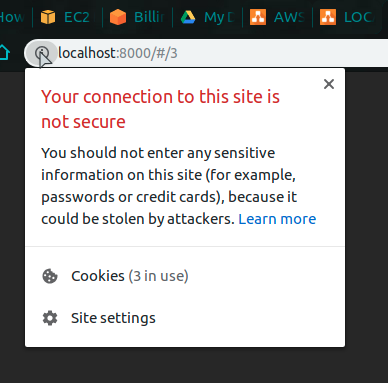 How EC2 Billi My D AWS LOC
localhost:8000/#/3
Your connection to this site is
not secure
You should not enter any sensitive
information on this site (for example,
passwords or credit cards), because it
could be stolen by attackers. Learn more
Cookies (3 in use)
Site settings